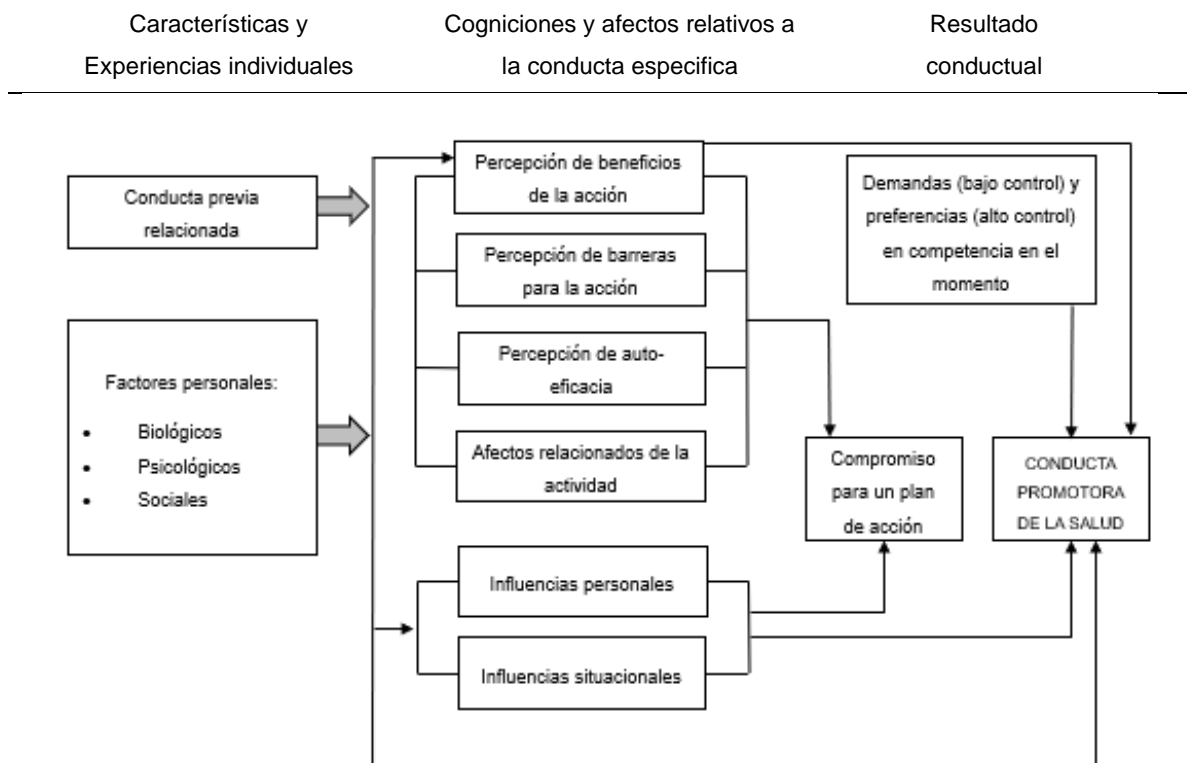 Características y
Experiencias individuales
Cogniciones y afectos relativos a
la conducta especifica
Resultado
conductual
Conducta previa
relacionada
Factores personales:
• Biológicos
• Psicológicos
• Sociales
Percepción de beneficios
de la acción
Percepción de barreras
para la acción
Percepción de auto-
eficacia
Afectos relacionados de la
actividad
Influencias personales
Influencias situacionales
Demandas (bajo control) y
preferencias (alto control)
en competencia en el
momento
Compromiso
para un plan
de acción
CONDUCTA
PROMOTORA
DE LA SALUD